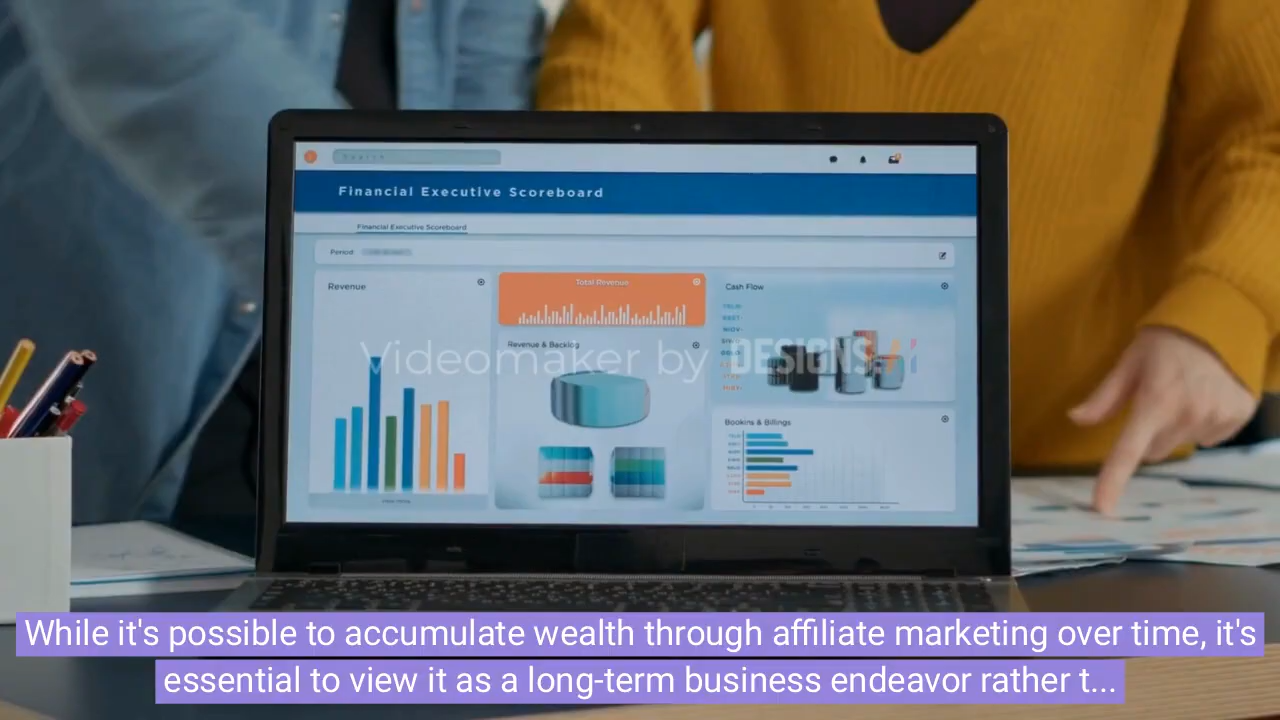 Financial Executive Scoreboard
Financial Executive Scoreboard
Period
Revenue
Total Revenue
Cash Flow
Revenue & Backlog
Videomaker by DESIGNS.AI
Bookins & Billings
While it's possible to accumulate wealth through affiliate marketing over time, it's
essential to view it as a long-term business endeavor rather t...